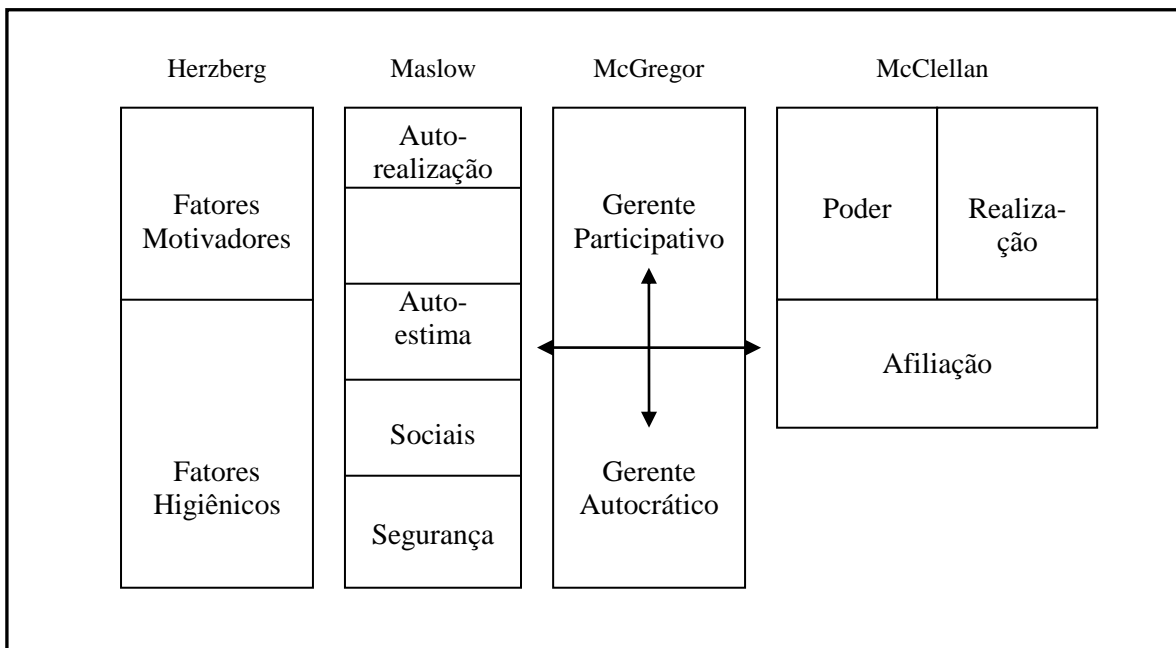 Herzberg
Maslow
McGregor
McClellan
Fatores
Motivadores
Fatores
Higiênicos
Auto-
realização
Auto-
estima
Sociais
Segurança
Gerente
Participativo
Gerente
Autocrático
Poder
Realiza-
ção
Afiliação